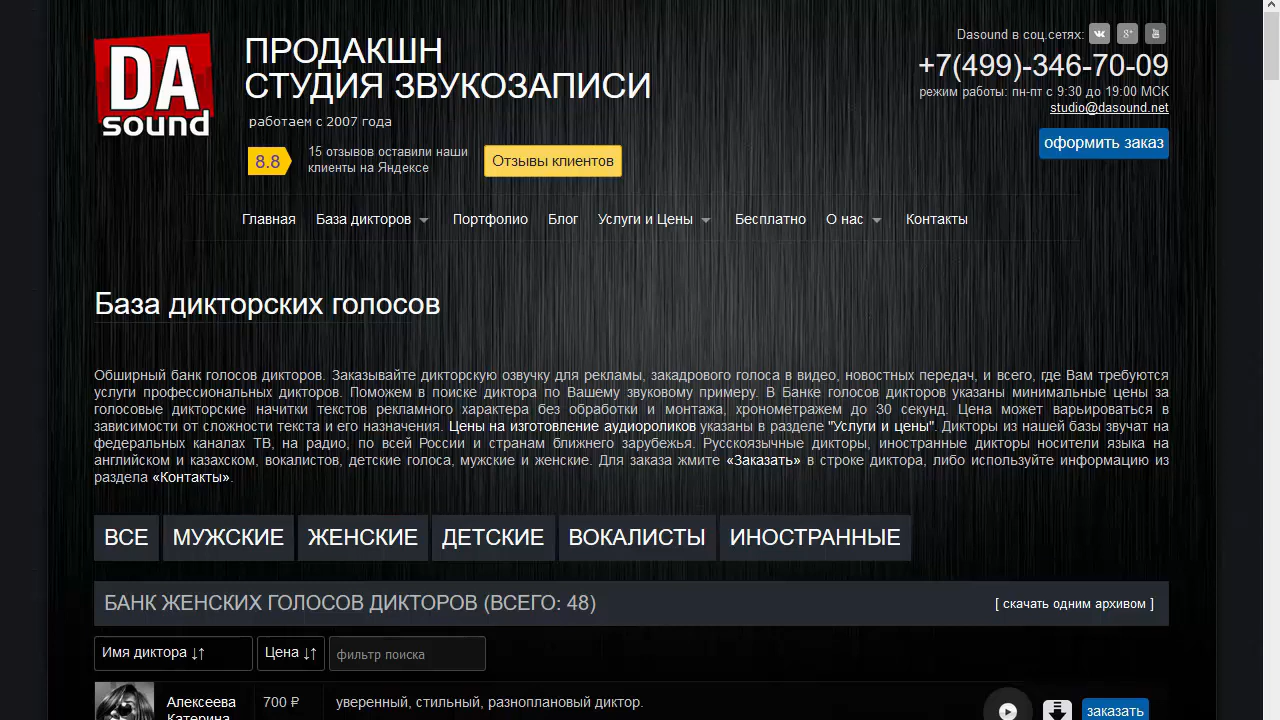 DA
sound
ПРОДАКШН
СТУДИЯ ЗВУКОЗАПИСИ
работаем с 2007 года
8.8
15 отзывов оставили наши
клиенты на Яндексе
Отзывы клиентов
Dasound в соц.сетях:
+7(499)-346-70-09
режим работы: пн-пт с 9:30 до 19:00 МСК
studio@dasound.net
оформить заказ
Главная База дикторов Портфолио Блог Услуги и Цены Бесплатно О нас Контакты
База дикторских голосов
Обширный банк голосов дикторов. Заказывайте дикторскую озвучку для рекламы, закадрового голоса в видео, новостных передач, и всего, где Вам требуются
услуги профессиональных дикторов. Поможем в поиске диктора по Вашему звуковому примеру. В Банке голосов дикторов указаны минимальные цены за
голосовые дикторские начитки текстов рекламного характера без обработки и монтажа, хронометражем до 30 секунд. Цена может варьироваться в
зависимости от сложности текста и его назначения. Цены на изготовление аудиороликов указаны в разделе "Услуги и цены". Дикторы из нашей базы звучат на
федеральных каналах ТВ, на радио, по всей России и странам ближнего зарубежья. Русскоязычные дикторы, иностранные дикторы носители языка на
английском и казахском, вокалистов, детские голоса, мужские и женские. Для заказа жмите «Заказать» в строке диктора, либо используйте информацию из
раздела «Контакты».
ВСЕ МУЖСКИЕ ЖЕНСКИЕ ДЕТСКИЕ ВОКАЛИСТЫ ИНОСТРАННЫЕ
БАНК ЖЕНСКИХ ГОЛОСОВ ДИКТОРОВ (ВСЕГО: 48) [ скачать одним архивом ]
Имя диктора ↓↑ Цена ↓↑ фильтр поиска
Алексеева 700 ₽ уверенный, стильный, разноплановый диктор.
Катерина заказать